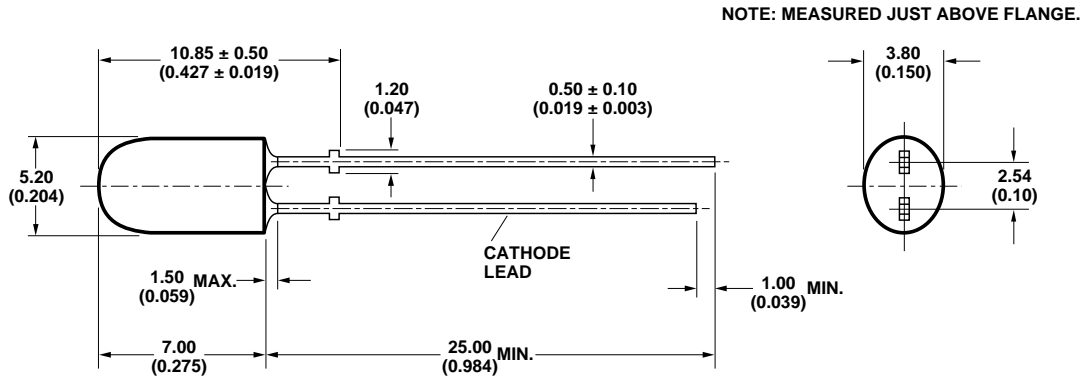 NOTE: MEASURED JUST ABOVE FLANGE.
10.85 ± 0.50
(0.427 ± 0.019)
1.20
(0.047)
0.50 ± 0.10
(0.019 ± 0.003)
3.80
(0.150)
5.20
(0.204)
2.54
(0.10)
CATHODE
LEAD
1.50 MAX.
(0.059)
1.00 MIN.
(0.039)
7.00
(0.275)
25.00 MIN.
(0.984)